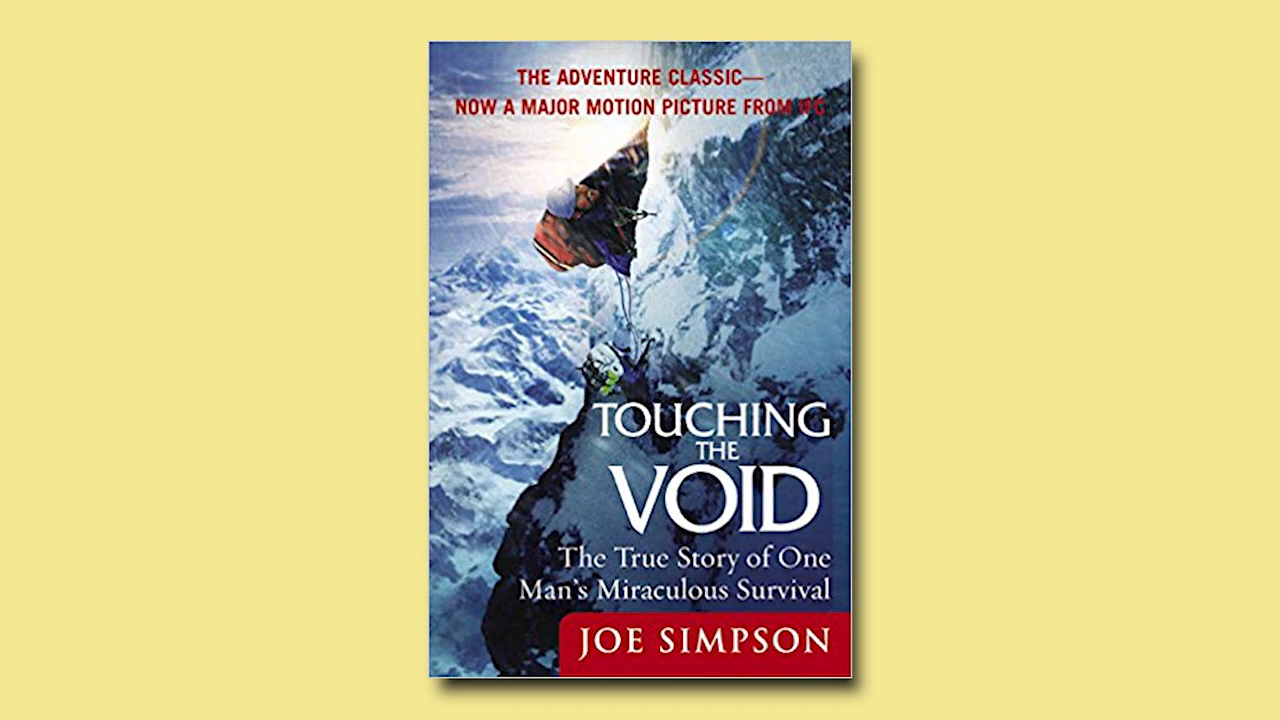 THE ADVENTURE CLASSIC—
NOW A MAJOR MOTION PICTURE FROM IFC
TOUCHING
THE
VOID
The True Story of One
Man's Miraculous Survival
JOE SIMPSON